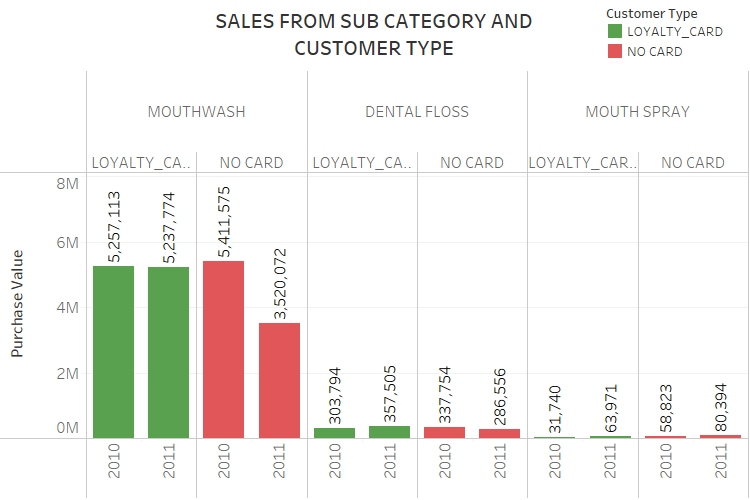 SALES FROM SUB CATEGORY AND
CUSTOMER TYPE
Customer Type
LOYALTY_CARD
NO CARD
MOUTHWASH
DENTAL FLOSS
MOUTH SPRAY
LOYALTY_CA..
NO CARD
LOYALTY_CA..
NO CARD
LOYALTY_CAR..
NO CARD
Purchase Value
8M
6M
4M
2M
0M
5,257,113
5,237,774
5,411,575
3,520,072
303,794
357,505
337,754
286,556
31,740
63,971
58,823
80,394
2010
2011
2010
2011
2010
2011
2010
2011
2010
2011
2010
2011